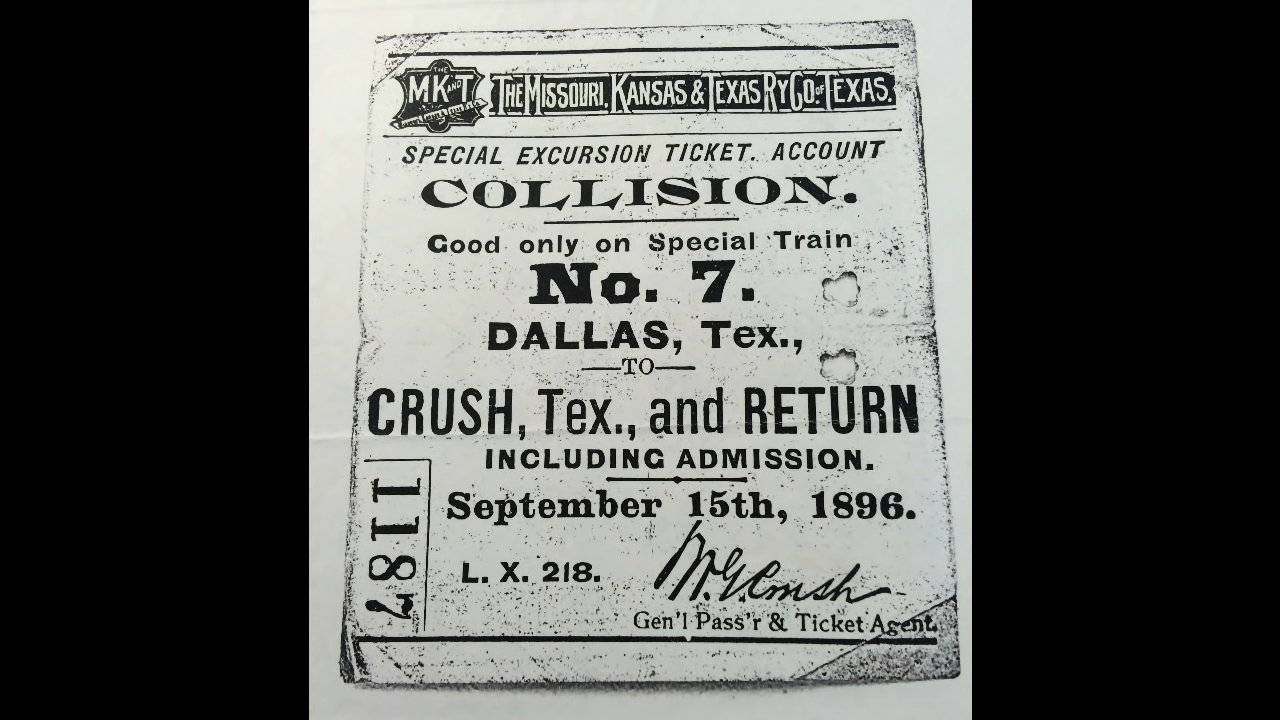 THE
MK AND T
THE MISSOURI, KANSAS & TEXAS RY CO. OF TEXAS.
SPECIAL EXCURSION TICKET. ACCOUNT
COLLISION.
Good only on Special Train
No. 7.
DALLAS, Tex.,
—TO—
CRUSH, Tex., and RETURN
INCLUDING ADMISSION.
September 15th, 1896.
1187
L. X. 218.
W.G. Crush
Gen'l Pass'r & Ticket Agent.